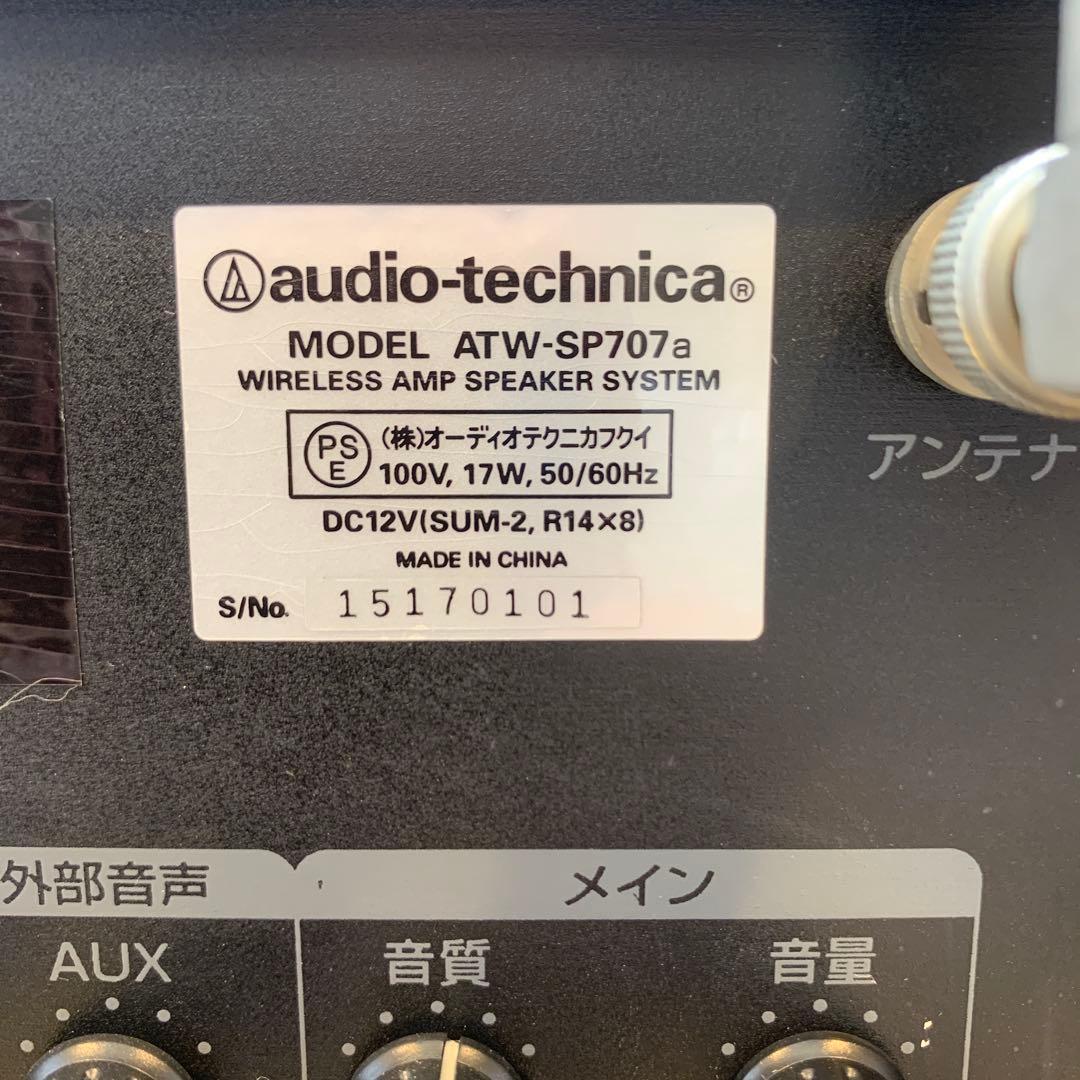 audio-technica®
MODEL ATW-SP707a
WIRELESS AMP SPEAKER SYSTEM
PSE
(株)オーディオテクニカフクイ
100V, 17W, 50/60Hz
DC12V(SUM-2, R14×8)
MADE IN CHINA
S/No. 15170101
アンテナ
外部音声
メイン
AUX
音質
音量